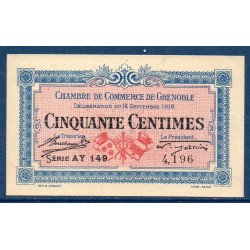 CHAMBRE DE COMMERCE DE GRENOBLE
DÉLIBÉRATION DU 14 SEPTEMBRE 1916
CINQUANTE CENTIMES
Le Trésorier, Le Président,
SÉRIE AY 149 4,196